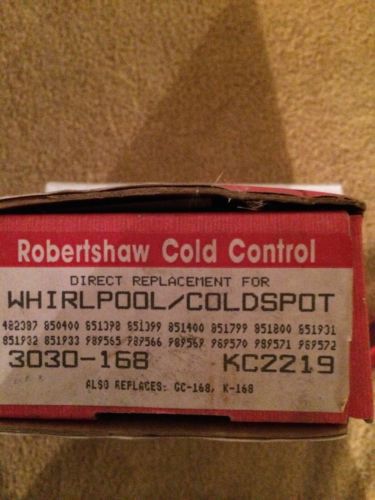 Robertshaw Cold Control
DIRECT REPLACEMENT FOR
WHIRLPOOL/COLDSPOT
482387 850400 851398 851399 851400 851799 851800 851931
851932 851933 989565 989566 989569 989570 989571 989572
3030-168 KC2219
ALSO REPLACES: GC-168, K-168